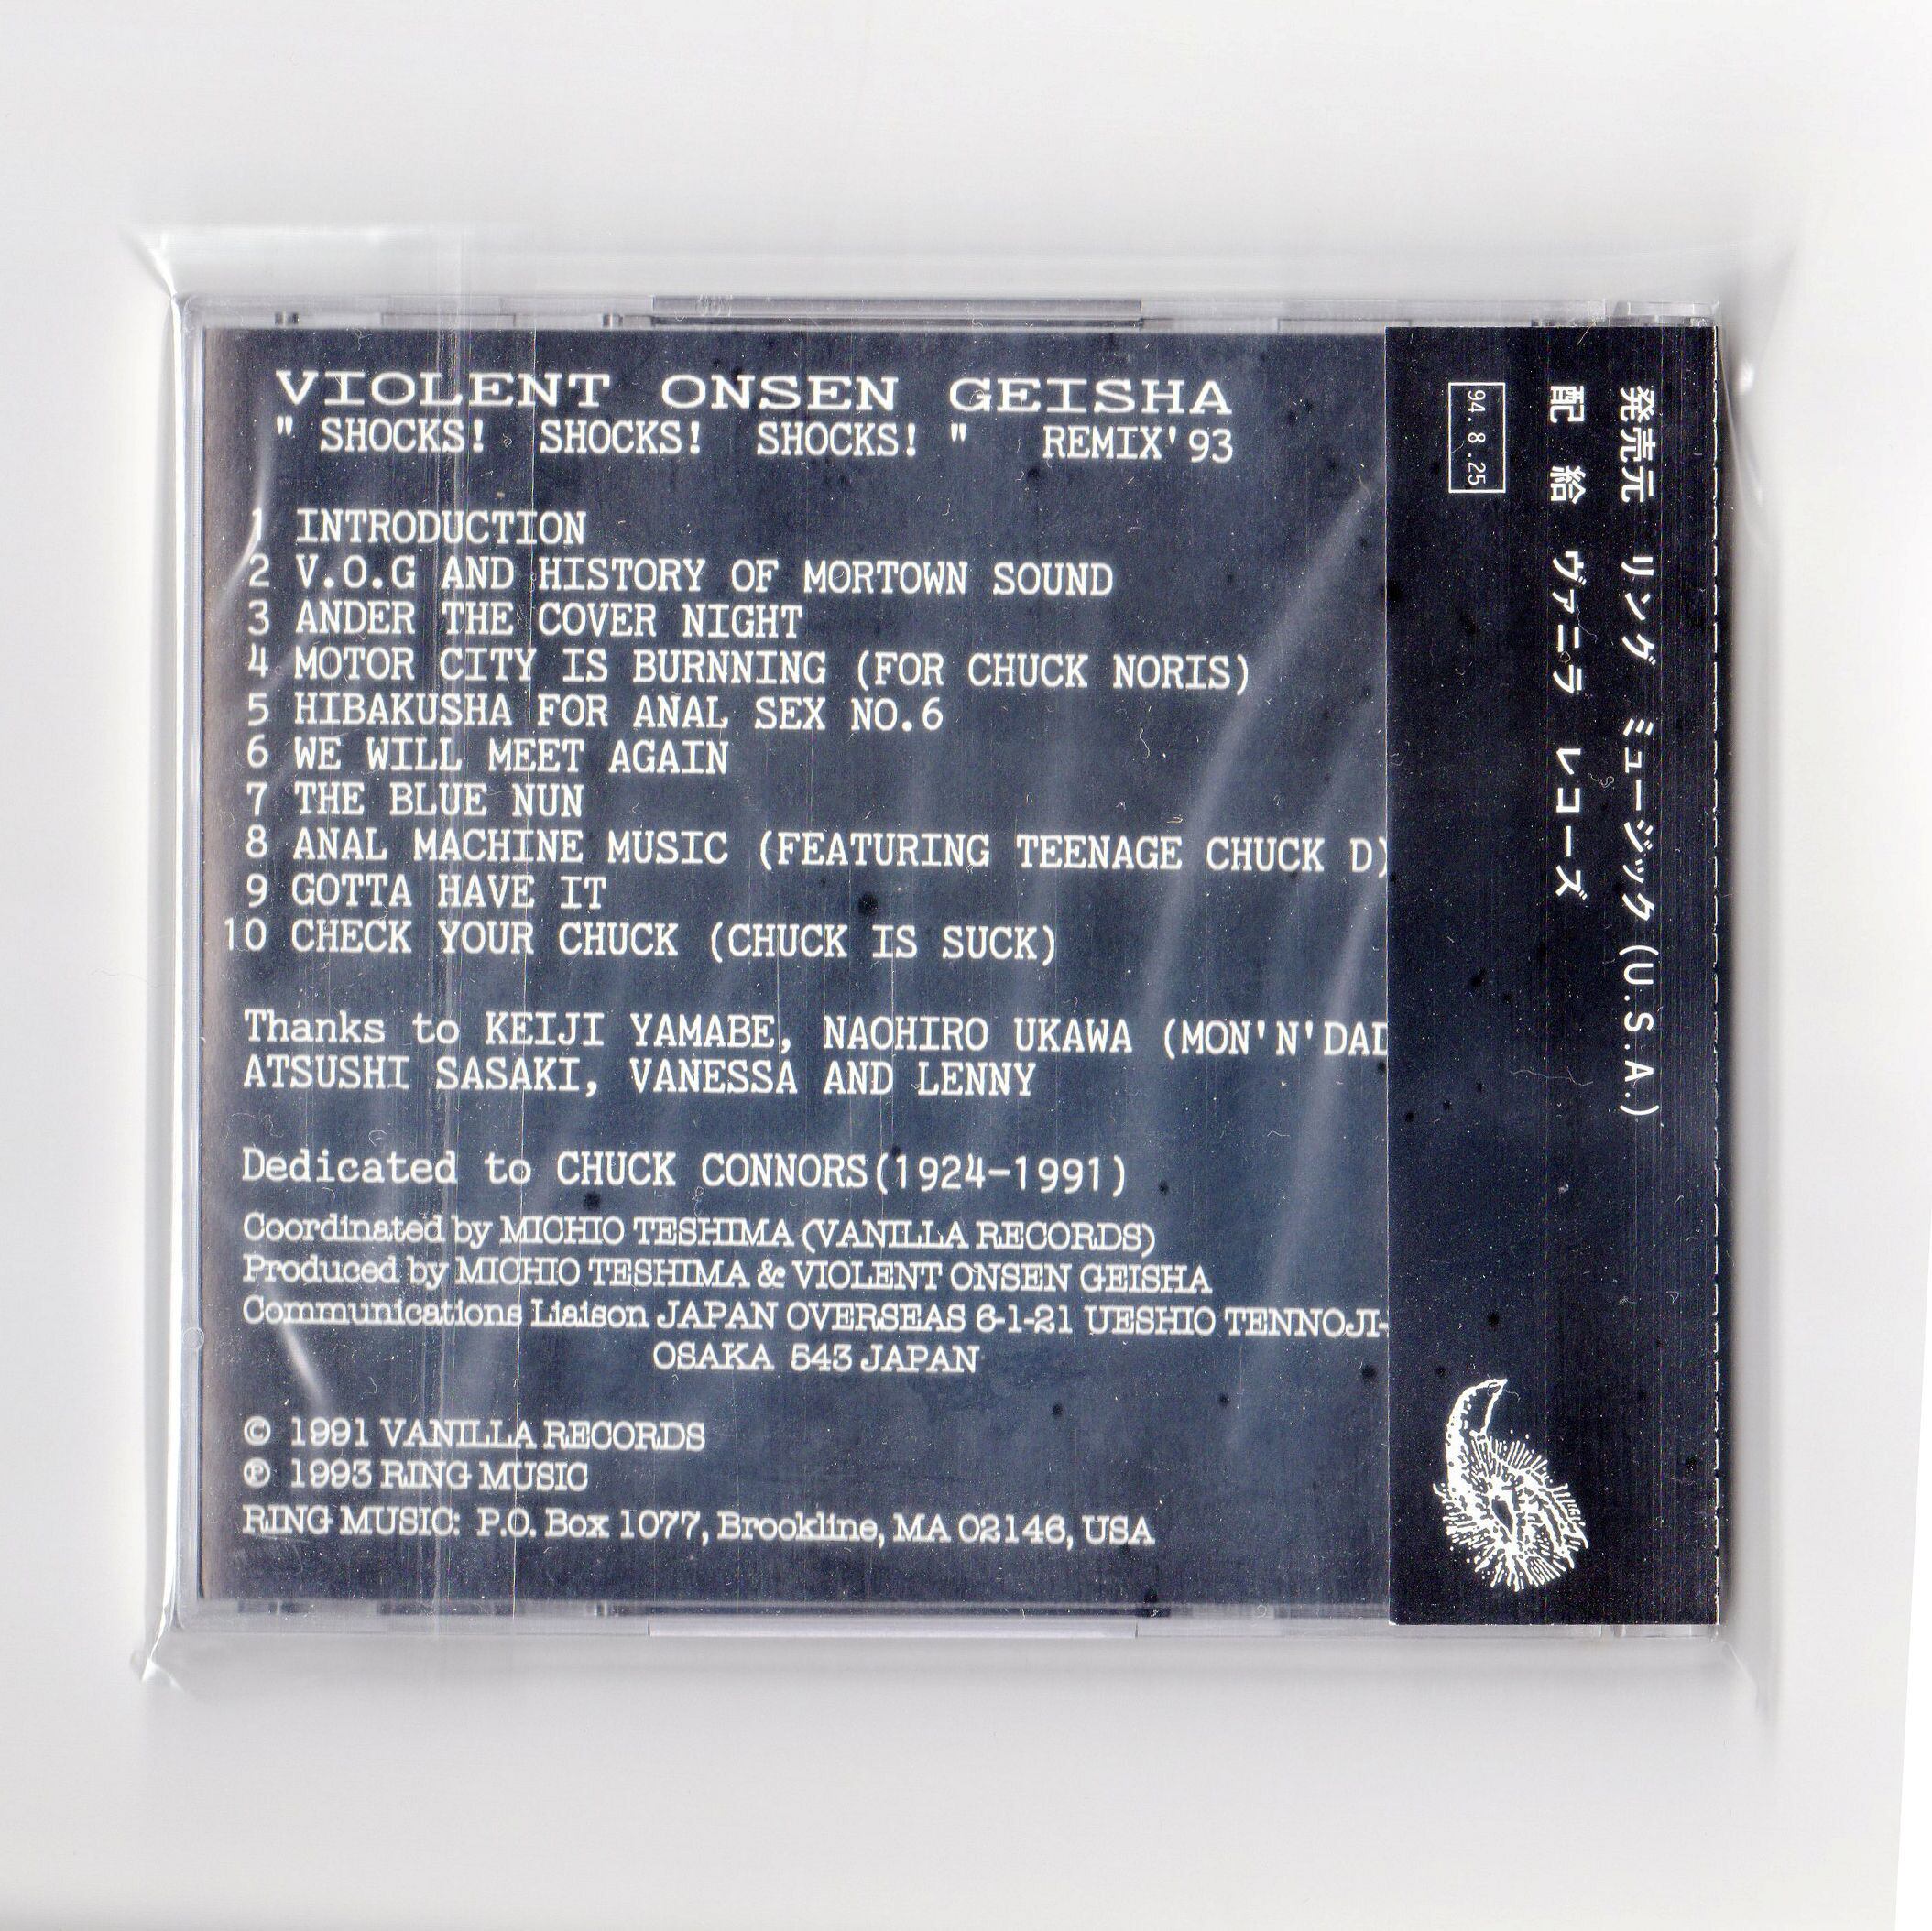 VIOLENT ONSEN GEISHA
" SHOCKS! SHOCKS! SHOCKS! " REMIX'93
1 INTRODUCTION
2 V.O.G AND HISTORY OF MORTOWN SOUND
3 ANDER THE COVER NIGHT
4 MOTOR CITY IS BURNNING (FOR CHUCK NORIS)
5 HIBAKUSHA FOR ANAL SEX NO.6
6 WE WILL MEET AGAIN
7 THE BLUE NUN
8 ANAL MACHINE MUSIC (FEATURING TEENAGE CHUCK D)
9 GOTTA HAVE IT
10 CHECK YOUR CHUCK (CHUCK IS SUCK)
Thanks to KEIJI YAMABE, NAOHIRO UKAWA (MON'N'DAD
ATSUSHI SASAKI, VANESSA AND LENNY
Dedicated to CHUCK CONNORS(1924-1991)
Coordinated by MICHIO TESHIMA (VANILLA RECORDS)
Produced by MICHIO TESHIMA & VIOLENT ONSEN GEISHA
Communications Liaison JAPAN OVERSEAS 6-1-21 UESHIO TENNOJI-
OSAKA 543 JAPAN
© 1991 VANILLA RECORDS
℗ 1993 RING MUSIC
RING MUSIC: P.O. Box 1077, Brookline, MA 02146, USA
発売元 リング ミュージック (U.S.A.)
配 給 ヴァニラ レコーズ
94.8.25